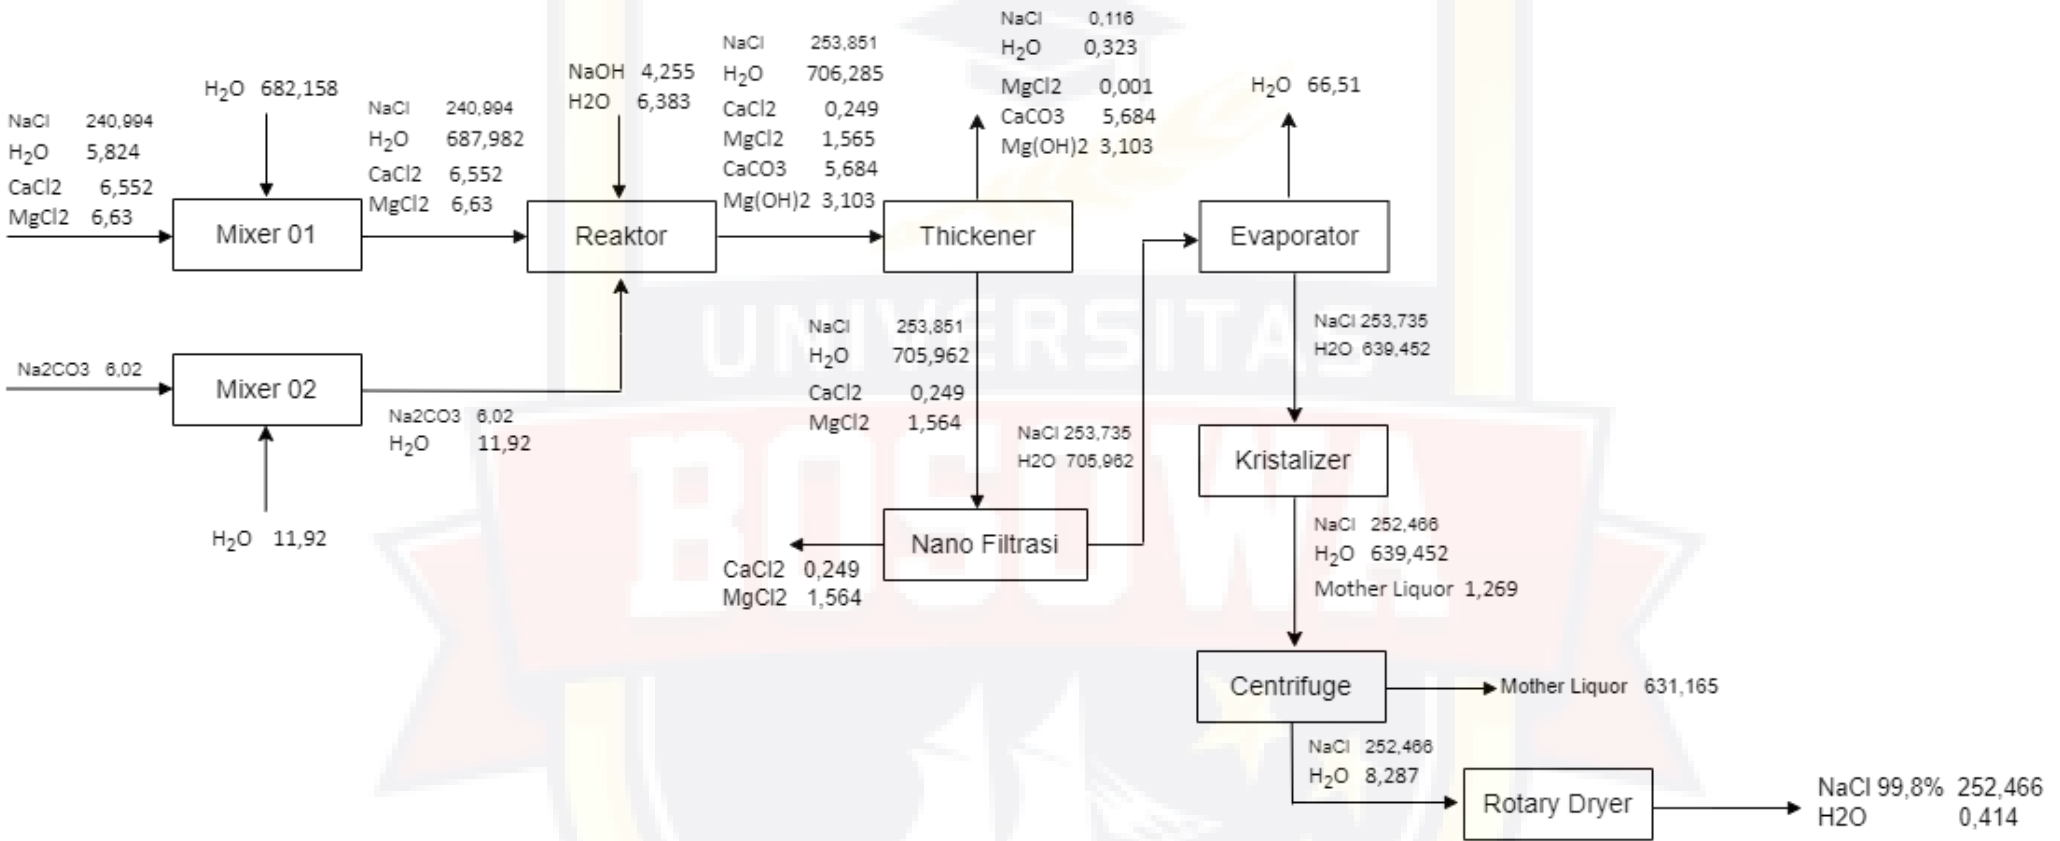 NaCl 240,994
H2O 5,824
CaCl2 6,552
MgCl2 6,63
H2O 682,158
Mixer 01
NaCl 240,994
H2O 687,982
CaCl2 6,552
MgCl2 6,63
NaOH 4,255
H2O 6,383
Reaktor
NaCl 253,851
H2O 706,285
CaCl2 0,249
MgCl2 1,565
CaCO3 5,684
Mg(OH)2 3,103
Thickener
NaCl 0,116
H2O 0,323
MgCl2 0,001
CaCO3 5,684
Mg(OH)2 3,103
H2O 66,51
Evaporator
Na2CO3 6,02
Mixer 02
Na2CO3 6,02
H2O 11,92
H2O 11,92
NaCl 253,851
H2O 705,962
CaCl2 0,249
MgCl2 1,564
NaCl 253,735
H2O 705,962
Nano Filtrasi
CaCl2 0,249
MgCl2 1,564
NaCl 253,735
H2O 639,452
Kristalizer
NaCl 252,466
H2O 639,452
Mother Liquor 1,269
Centrifuge
Mother Liquor 631,165
NaCl 252,466
H2O 8,287
Rotary Dryer
NaCl 99,8% 252,466
H2O 0,414
UNIVERSITAS
BOSOWA